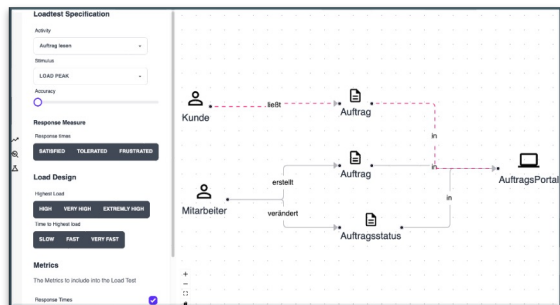 Loadtest Specification
Activity
Auftrag lesen
Stimulus
LOAD PEAK
Accuracy
Response Measure
Response times
SATISFIED TOLERATED FRUSTRATED
Load Design
Highest Load
HIGH VERY HIGH EXTREMLY HIGH
Time to Highest load
SLOW FAST VERY FAST
Metrics
The Metrics to include into the Load Test
Response Times
Kunde
ließt
Auftrag
in
Mitarbeiter
erstellt
verändert
Auftrag
in
Auftragsstatus
in
AuftragsPortal